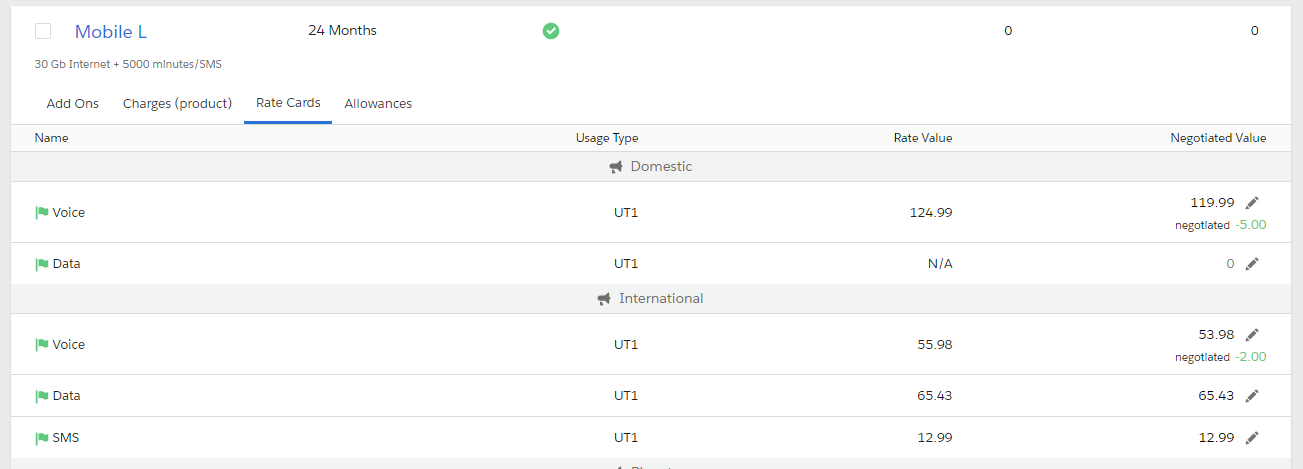 Mobile L 24 Months 0 0
30 Gb Internet + 5000 minutes/SMS
Add Ons Charges (product) Rate Cards Allowances
Name Usage Type Rate Value Negotiated Value
Domestic
Voice UT1 124.99 119.99
negotiated -5.00
Data UT1 N/A 0
International
Voice UT1 55.98 53.98
negotiated -2.00
Data UT1 65.43 65.43
SMS UT1 12.99 12.99